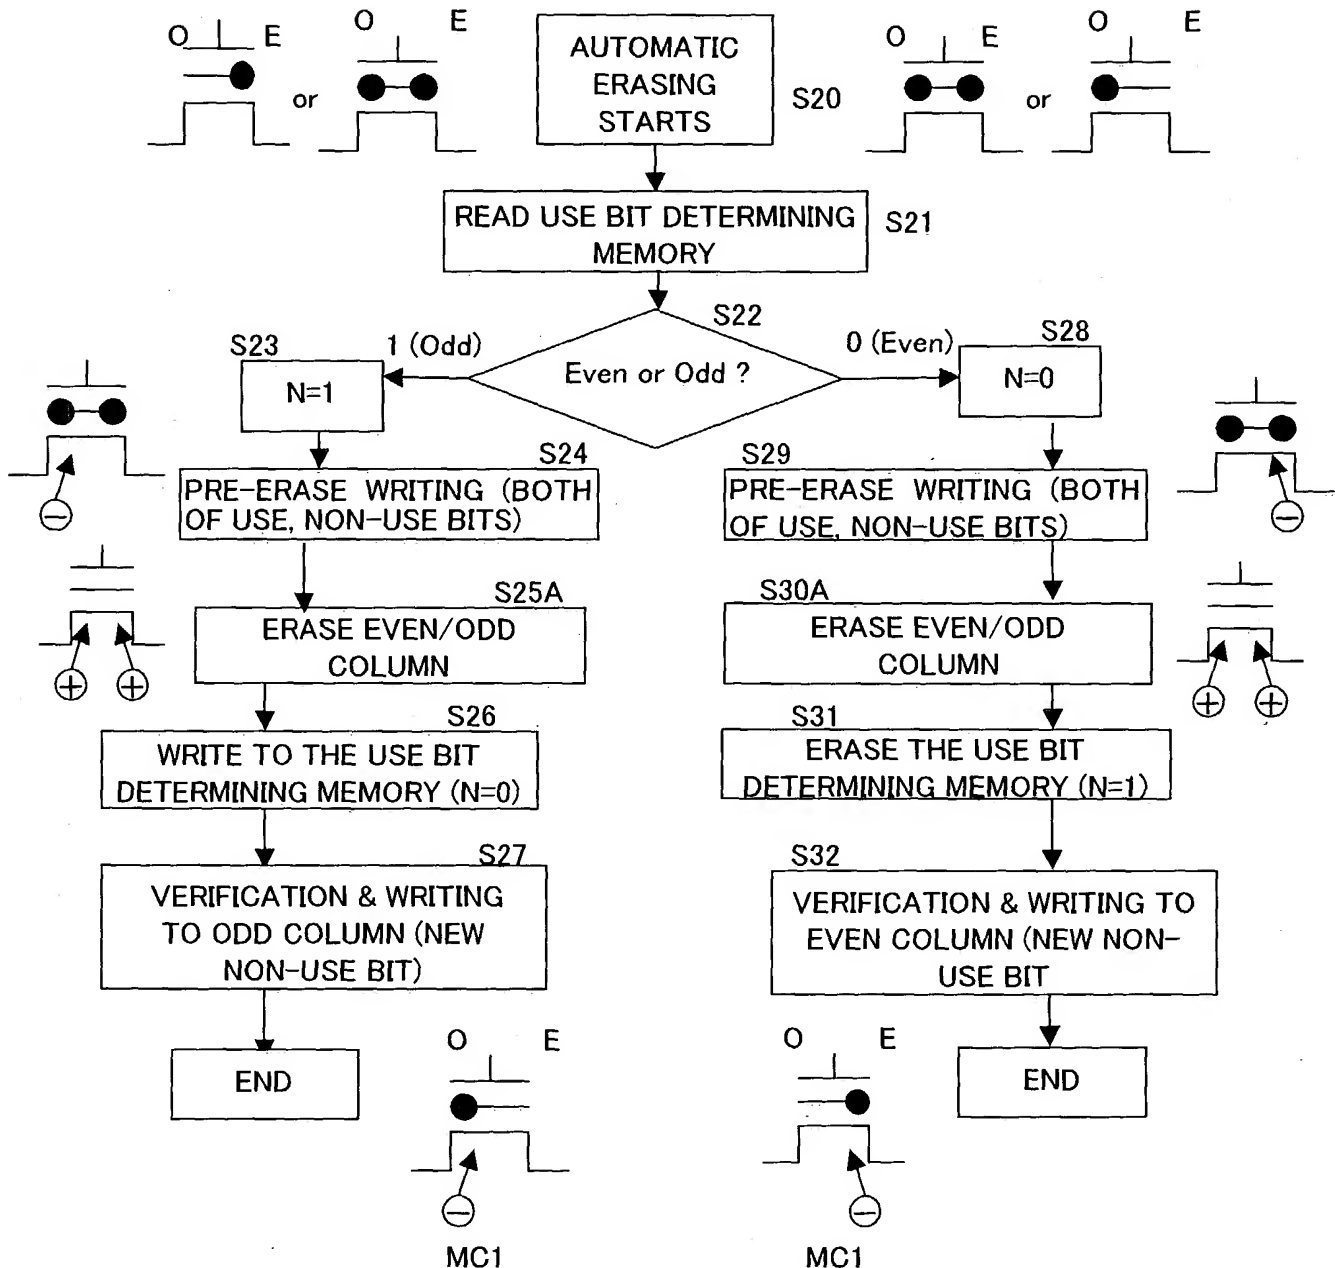 O E
or
O E
AUTOMATIC
ERASING
STARTS
S20
O E
or
O E
READ USE BIT DETERMINING
MEMORY
S21
S22
Even or Odd ?
1 (Odd)
0 (Even)
S23
N=1
S28
N=0
S24
PRE-ERASE WRITING (BOTH
OF USE, NON-USE BITS)
−
S29
PRE-ERASE WRITING (BOTH
OF USE, NON-USE BITS)
−
S25A
ERASE EVEN/ODD
COLUMN
+ +
S30A
ERASE EVEN/ODD
COLUMN
+ +
S26
WRITE TO THE USE BIT
DETERMINING MEMORY (N=0)
S31
ERASE THE USE BIT
DETERMINING MEMORY (N=1)
S27
VERIFICATION & WRITING
TO ODD COLUMN (NEW
NON-USE BIT)
S32
VERIFICATION & WRITING TO
EVEN COLUMN (NEW NON-
USE BIT
END
O E
−
MC1
O E
−
MC1
END